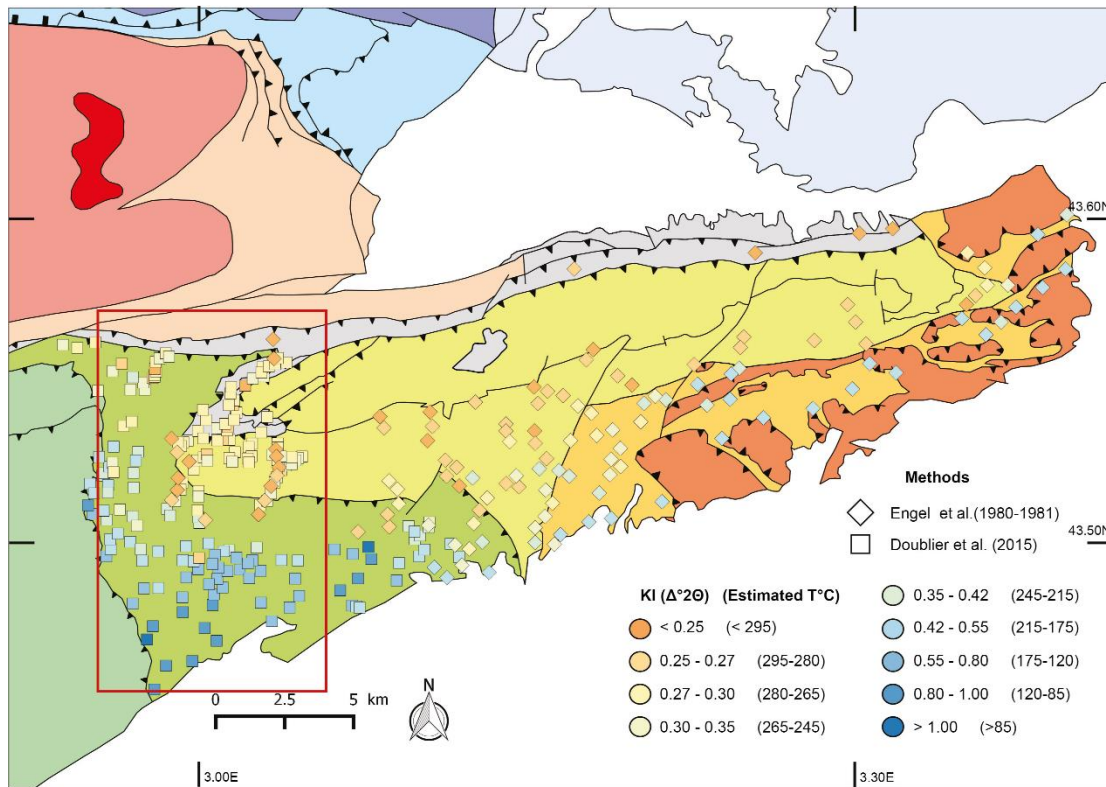 43.60N
Methods
Engel et al.(1980-1981)
Doublier et al. (2015)
43.50N
KI (Δ°2Θ) (Estimated T°C)
< 0.25 (< 295)
0.25 - 0.27 (295-280)
0.27 - 0.30 (280-265)
0.30 - 0.35 (265-245)
0.35 - 0.42 (245-215)
0.42 - 0.55 (215-175)
0.55 - 0.80 (175-120)
0.80 - 1.00 (120-85)
> 1.00 (>85)
N
0 2.5 5 km
3.00E
3.30E